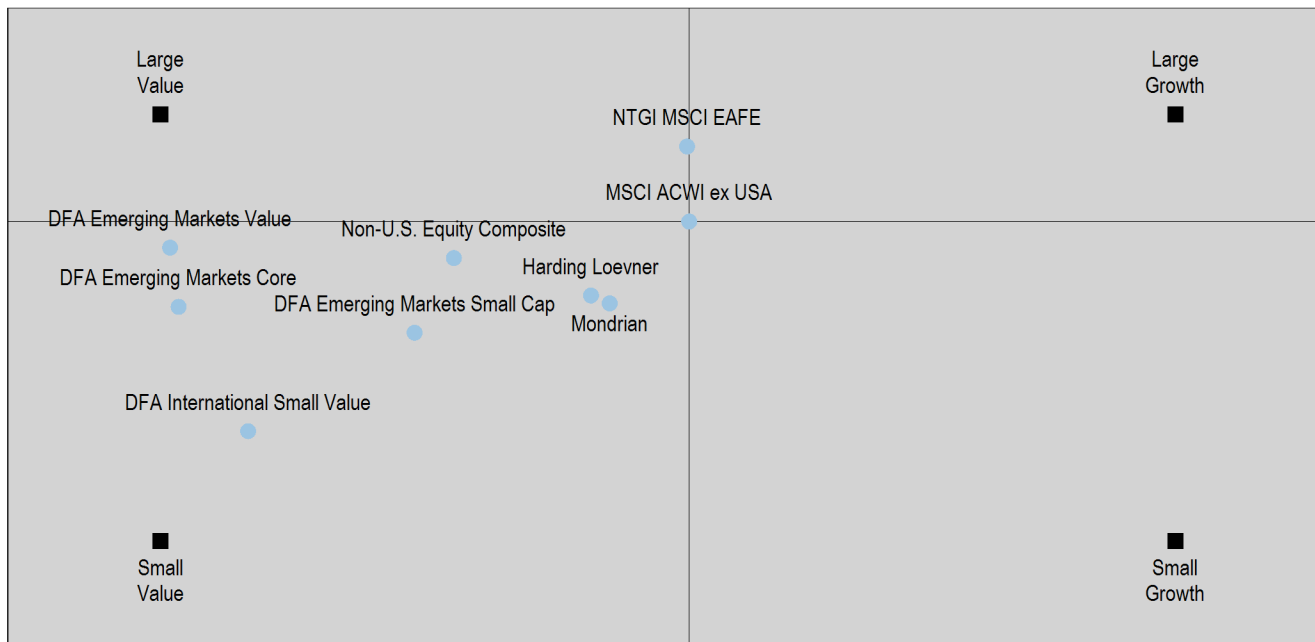 Large
Value
Large
Growth
NTGI MSCI EAFE
MSCI ACWI ex USA
DFA Emerging Markets Value
Non-U.S. Equity Composite
Harding Loevner
DFA Emerging Markets Core
DFA Emerging Markets Small Cap
Mondrian
DFA International Small Value
Small
Value
Small
Growth